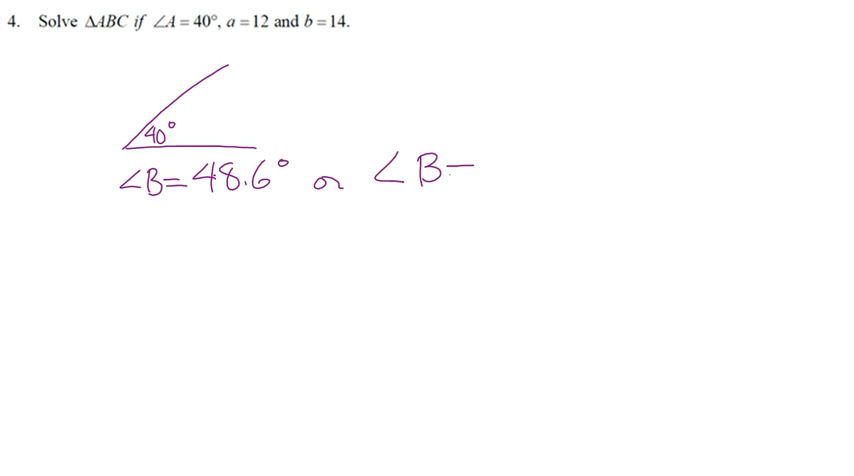 4. Solve ΔABC if ∠A = 40°, a = 12 and b = 14.
40°
∠B = 48.6° or ∠B =